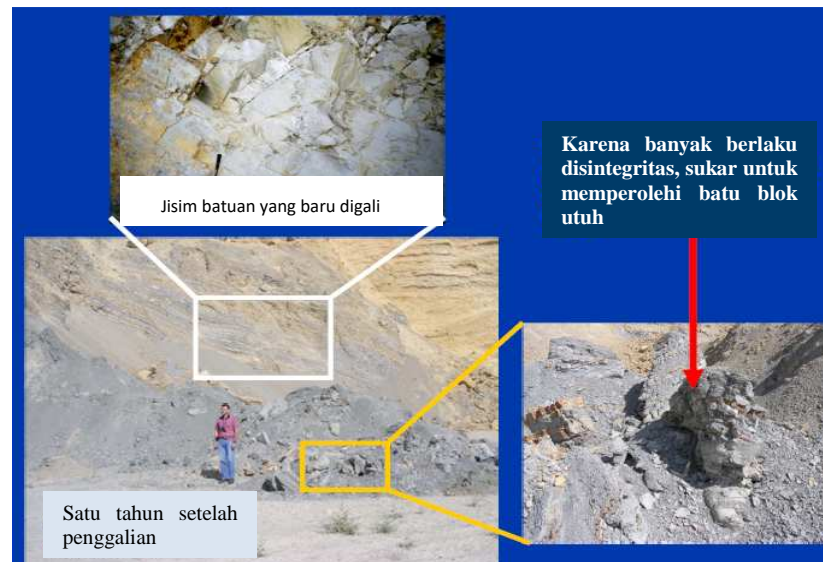 Jisim batuan yang baru digali
Karena banyak berlaku
disintegritas, sukar untuk
memperolehi batu blok
utuh
Satu tahun setelah
penggalian